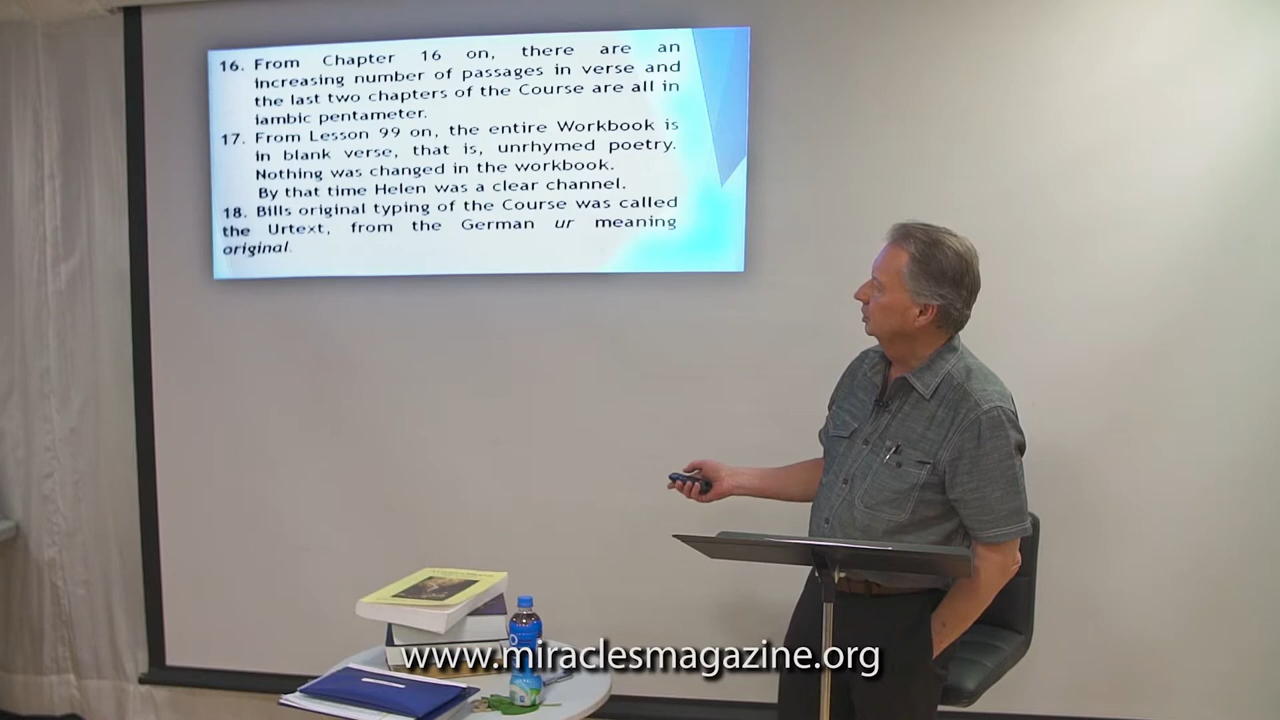 16. From Chapter 16 on, there are an
increasing number of passages in verse and
the last two chapters of the Course are all in
iambic pentameter.
17. From Lesson 99 on, the entire Workbook is
in blank verse, that is, unrhymed poetry.
Nothing was changed in the workbook.
By that time Helen was a clear channel.
18. Bills original typing of the Course was called
the Urtext, from the German ur meaning
original.
www.miraclesmagazine.org